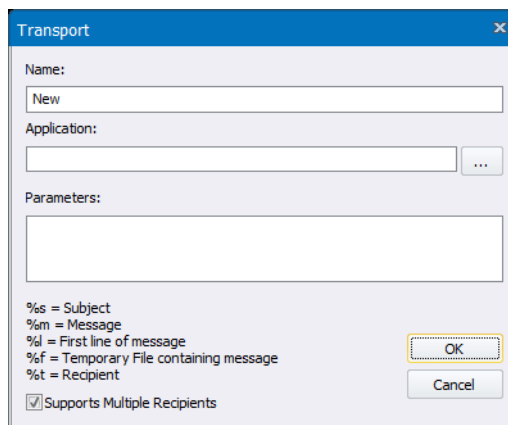 Transport
Name:
New
Application:
...
Parameters:
%s = Subject
%m = Message
%l = First line of message
%f = Temporary File containing message
%t = Recipient
OK
Cancel
Supports Multiple Recipients